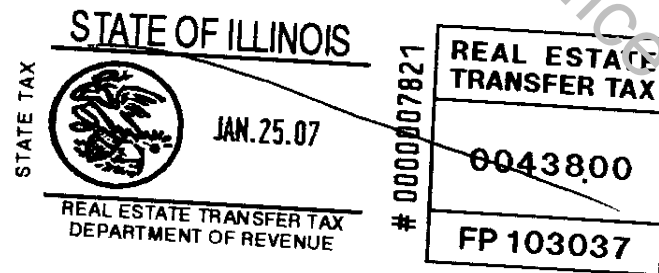 STATE OF ILLINOIS
STATE TAX
JAN.25.07
REAL ESTATE TRANSFER TAX
DEPARTMENT OF REVENUE
# 0000007821
REAL ESTATE
TRANSFER TAX
0043800
FP 103037